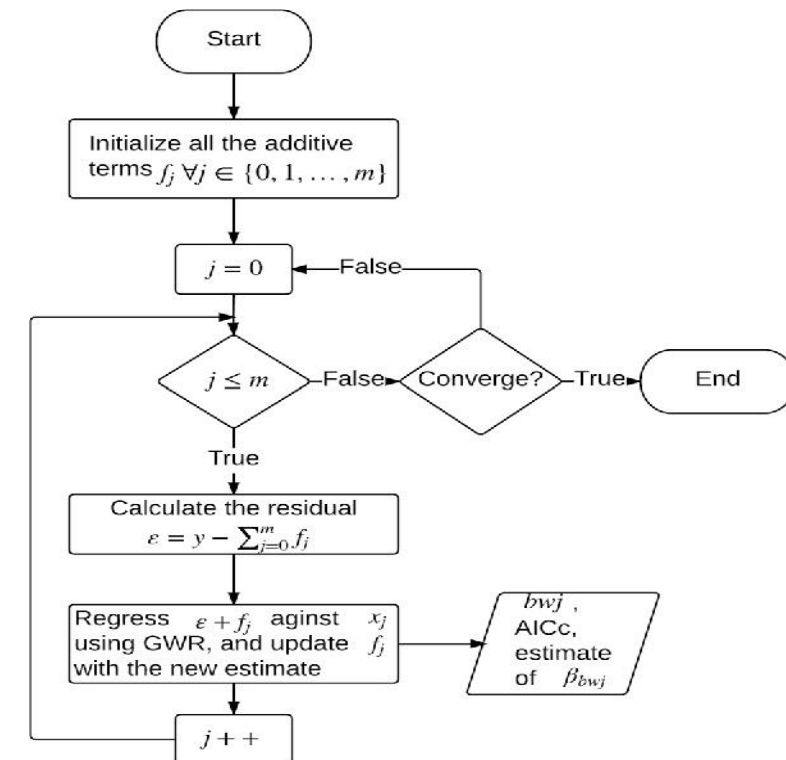 Start
Initialize all the additive
terms f_j ∀j ∈ {0, 1, … , m}
j = 0
False
j ≤ m
False
Converge?
True
End
True
Calculate the residual
ε = y − ∑_{j=0}^{m} f_j
Regress ε + f_j aginst x_j
using GWR, and update f_j
with the new estimate
bwj ,
AICc,
estimate
of β_{bwj}
j + +